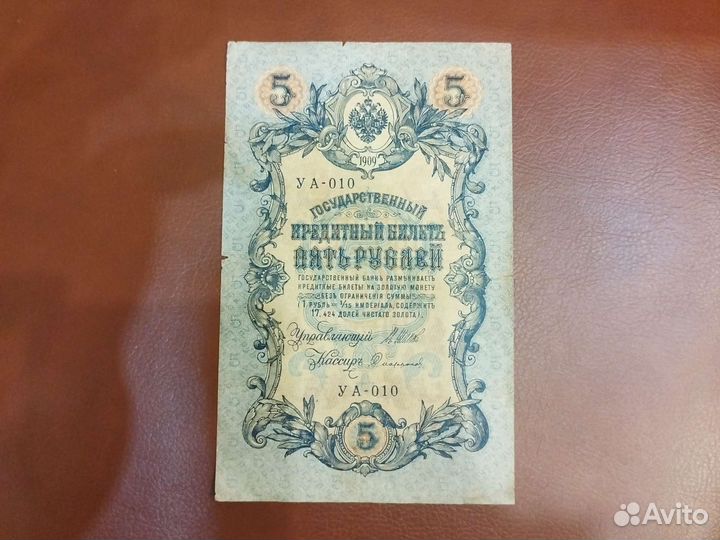 5 5
1909
УА-010
ГОСУДАРСТВЕННЫЙ
КРЕДИТНЫЙ БИЛЕТЪ
ПЯТЬ РУБЛЕЙ
ГОСУДАРСТВЕННЫЙ БАНКЪ РАЗМѢНИВАЕТЪ
КРЕДИТНЫЕ БИЛЕТЫ НА ЗОЛОТУЮ МОНЕТУ
БЕЗЪ ОГРАНИЧЕНІЯ СУММЫ
(1 РУБЛЬ = 1/15 ИМПЕРІАЛА, СОДЕРЖИТЪ
17,424 ДОЛЕЙ ЧИСТАГО ЗОЛОТА).
Управляющій
Кассиръ
УА-010
5
Avito